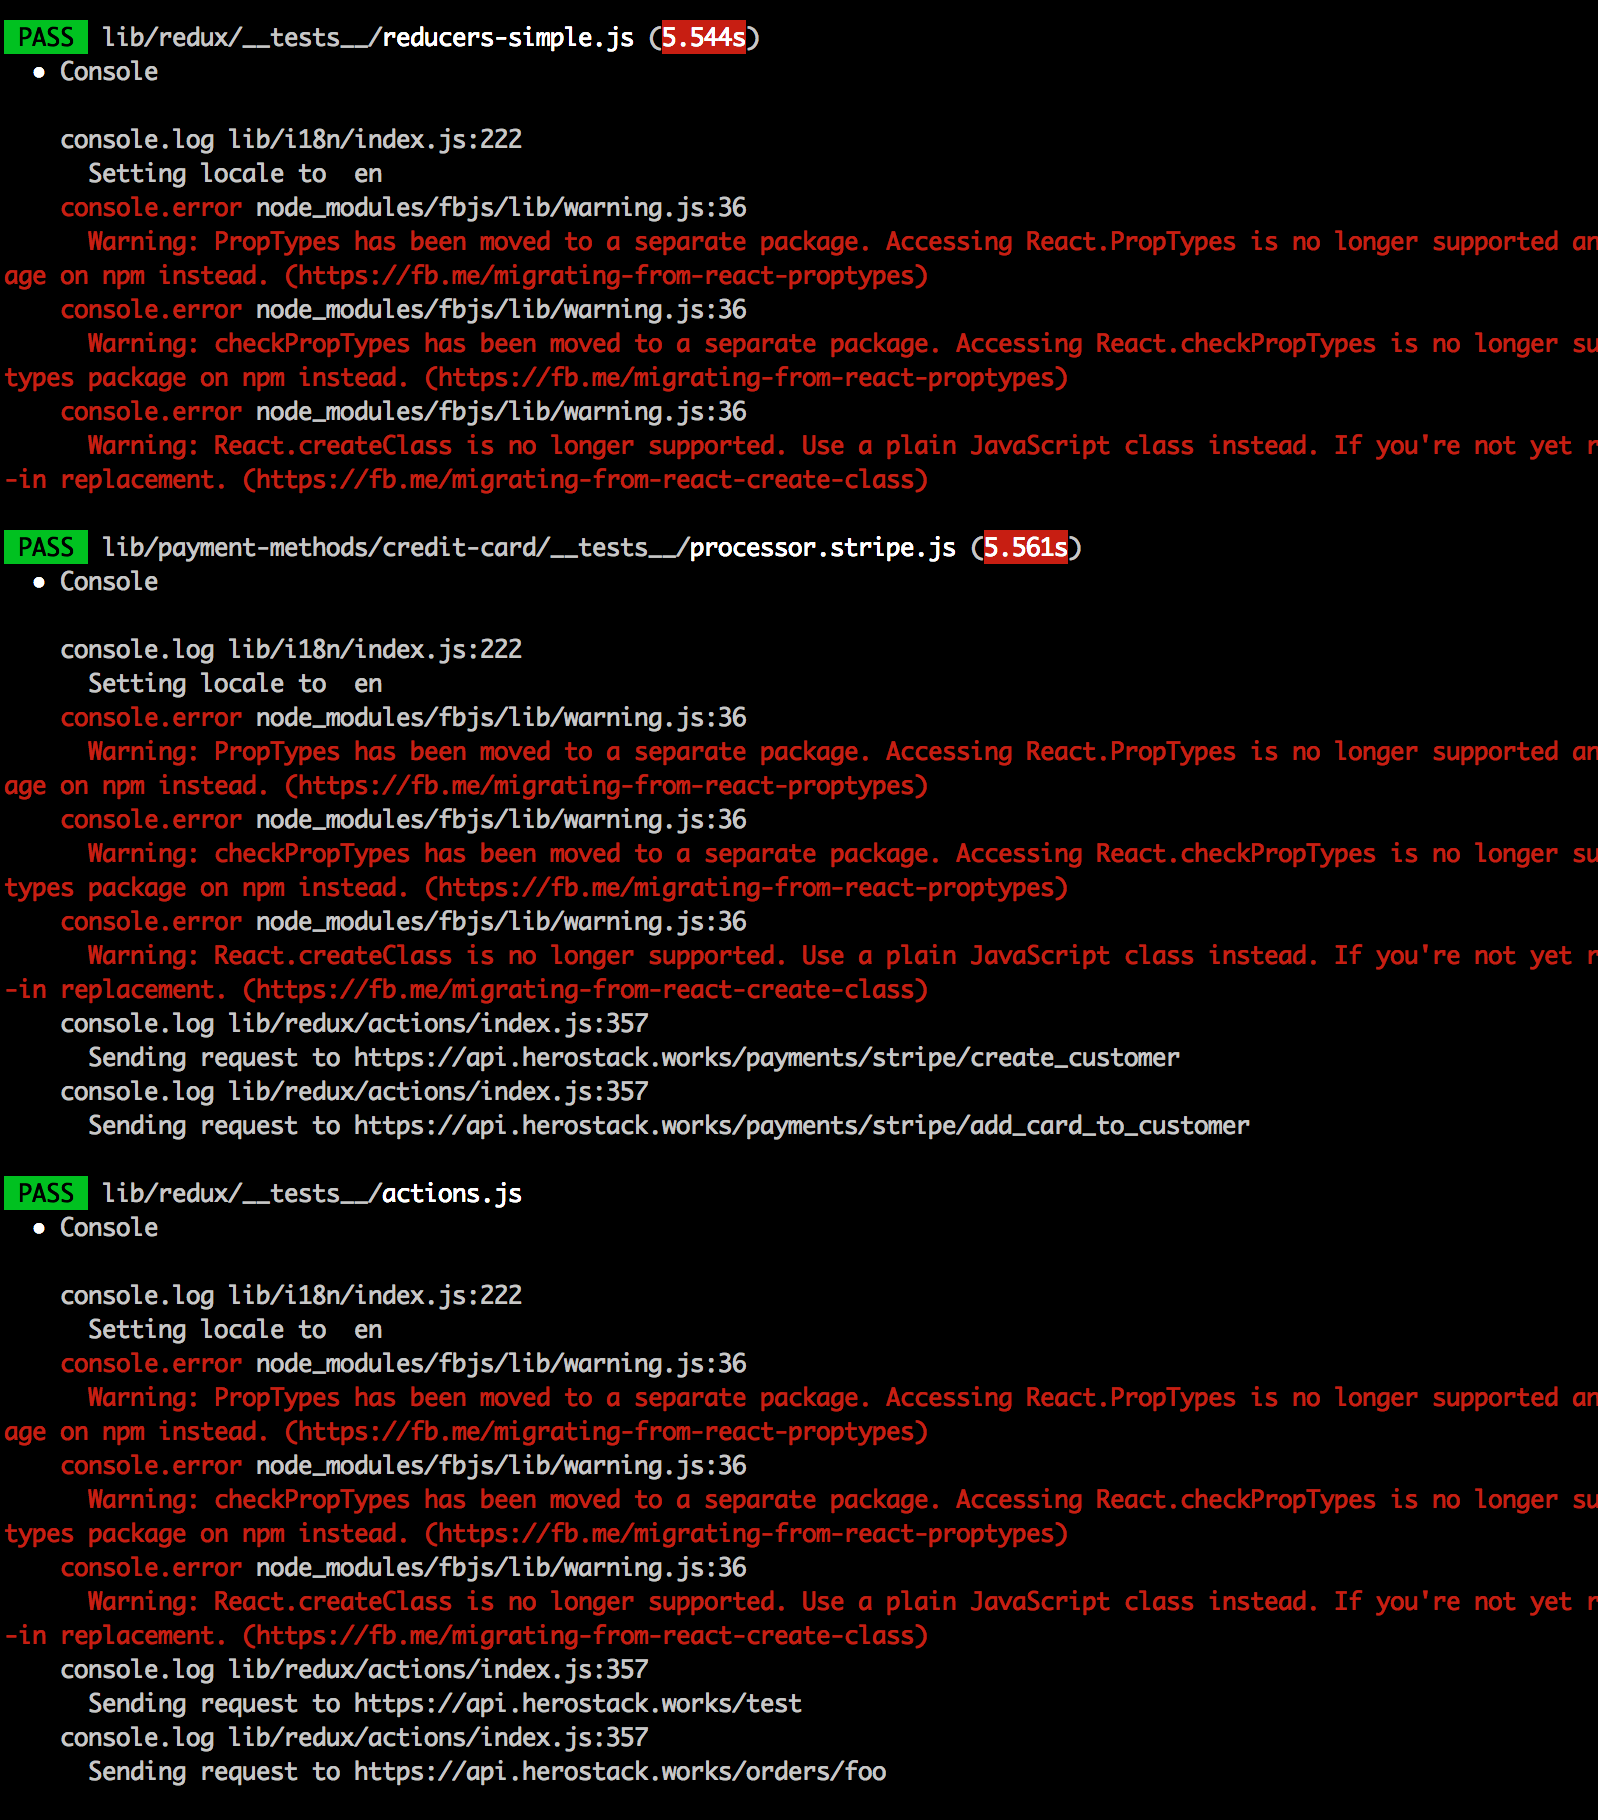 PASS lib/redux/__tests__/reducers-simple.js (5.544s)
• Console
console.log lib/i18n/index.js:222
Setting locale to  en
console.error node_modules/fbjs/lib/warning.js:36
Warning: PropTypes has been moved to a separate package. Accessing React.PropTypes is no longer supported an
age on npm instead. (https://fb.me/migrating-from-react-proptypes)
console.error node_modules/fbjs/lib/warning.js:36
Warning: checkPropTypes has been moved to a separate package. Accessing React.checkPropTypes is no longer su
types package on npm instead. (https://fb.me/migrating-from-react-proptypes)
console.error node_modules/fbjs/lib/warning.js:36
Warning: React.createClass is no longer supported. Use a plain JavaScript class instead. If you're not yet r
-in replacement. (https://fb.me/migrating-from-react-create-class)
PASS lib/payment-methods/credit-card/__tests__/processor.stripe.js (5.561s)
• Console
console.log lib/i18n/index.js:222
Setting locale to  en
console.error node_modules/fbjs/lib/warning.js:36
Warning: PropTypes has been moved to a separate package. Accessing React.PropTypes is no longer supported an
age on npm instead. (https://fb.me/migrating-from-react-proptypes)
console.error node_modules/fbjs/lib/warning.js:36
Warning: checkPropTypes has been moved to a separate package. Accessing React.checkPropTypes is no longer su
types package on npm instead. (https://fb.me/migrating-from-react-proptypes)
console.error node_modules/fbjs/lib/warning.js:36
Warning: React.createClass is no longer supported. Use a plain JavaScript class instead. If you're not yet r
-in replacement. (https://fb.me/migrating-from-react-create-class)
console.log lib/redux/actions/index.js:357
Sending request to https://api.herostack.works/payments/stripe/create_customer
console.log lib/redux/actions/index.js:357
Sending request to https://api.herostack.works/payments/stripe/add_card_to_customer
PASS lib/redux/__tests__/actions.js
• Console
console.log lib/i18n/index.js:222
Setting locale to  en
console.error node_modules/fbjs/lib/warning.js:36
Warning: PropTypes has been moved to a separate package. Accessing React.PropTypes is no longer supported an
age on npm instead. (https://fb.me/migrating-from-react-proptypes)
console.error node_modules/fbjs/lib/warning.js:36
Warning: checkPropTypes has been moved to a separate package. Accessing React.checkPropTypes is no longer su
types package on npm instead. (https://fb.me/migrating-from-react-proptypes)
console.error node_modules/fbjs/lib/warning.js:36
Warning: React.createClass is no longer supported. Use a plain JavaScript class instead. If you're not yet r
-in replacement. (https://fb.me/migrating-from-react-create-class)
console.log lib/redux/actions/index.js:357
Sending request to https://api.herostack.works/test
console.log lib/redux/actions/index.js:357
Sending request to https://api.herostack.works/orders/foo